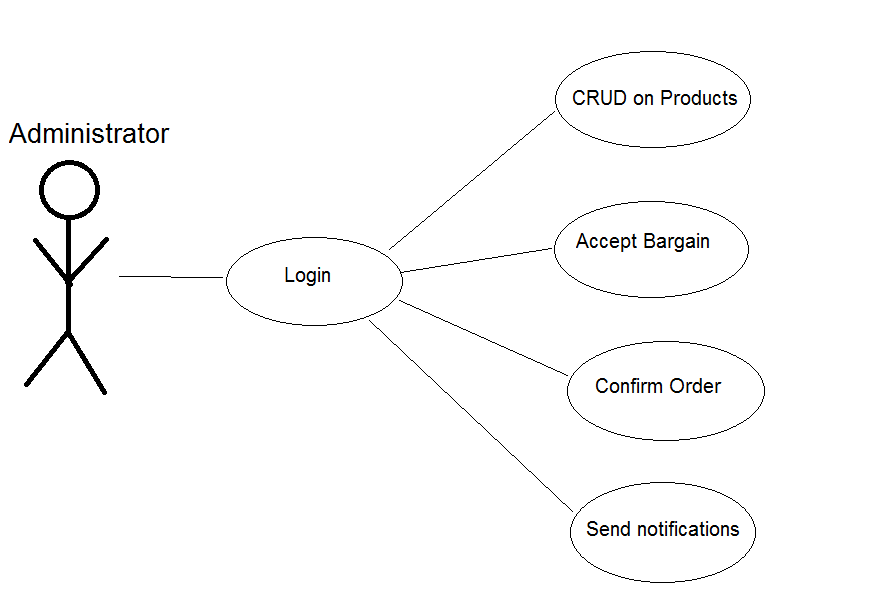 Administrator
Login
CRUD on Products
Accept Bargain
Confirm Order
Send notifications